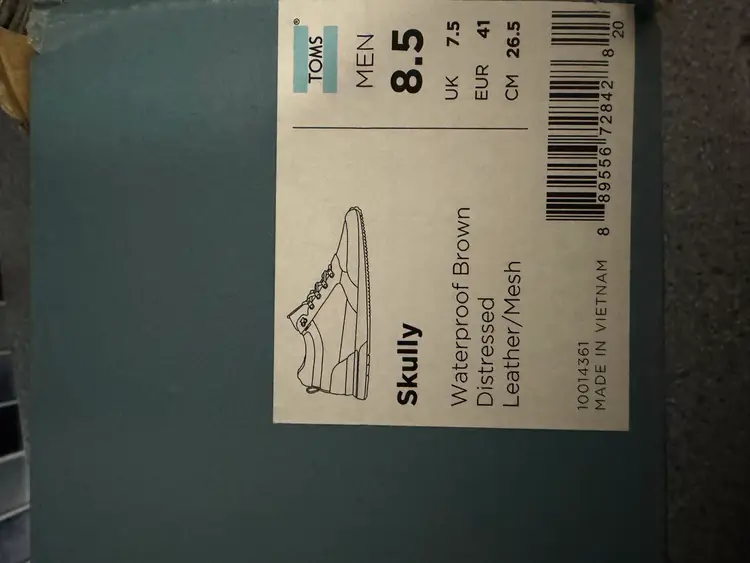 TOMS®
MEN
8.5
UK 7.5
EUR 41
CM 26.5
Skully
Waterproof Brown
Distressed
Leather/Mesh
8 89556 72842 8 20
10014361
MADE IN VIETNAM